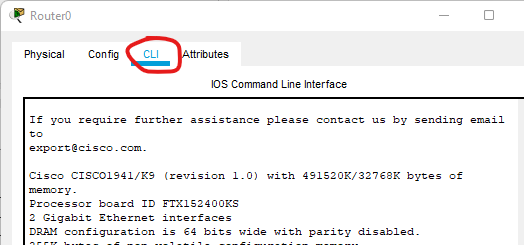 Router0
Physical Config CLI Attributes
IOS Command Line Interface
If you require further assistance please contact us by sending email
to
export@cisco.com.
Cisco CISCO1941/K9 (revision 1.0) with 491520K/32768K bytes of
memory.
Processor board ID FTX152400KS
2 Gigabit Ethernet interfaces
DRAM configuration is 64 bits wide with parity disabled.
255K bytes of non-volatile configuration memory.